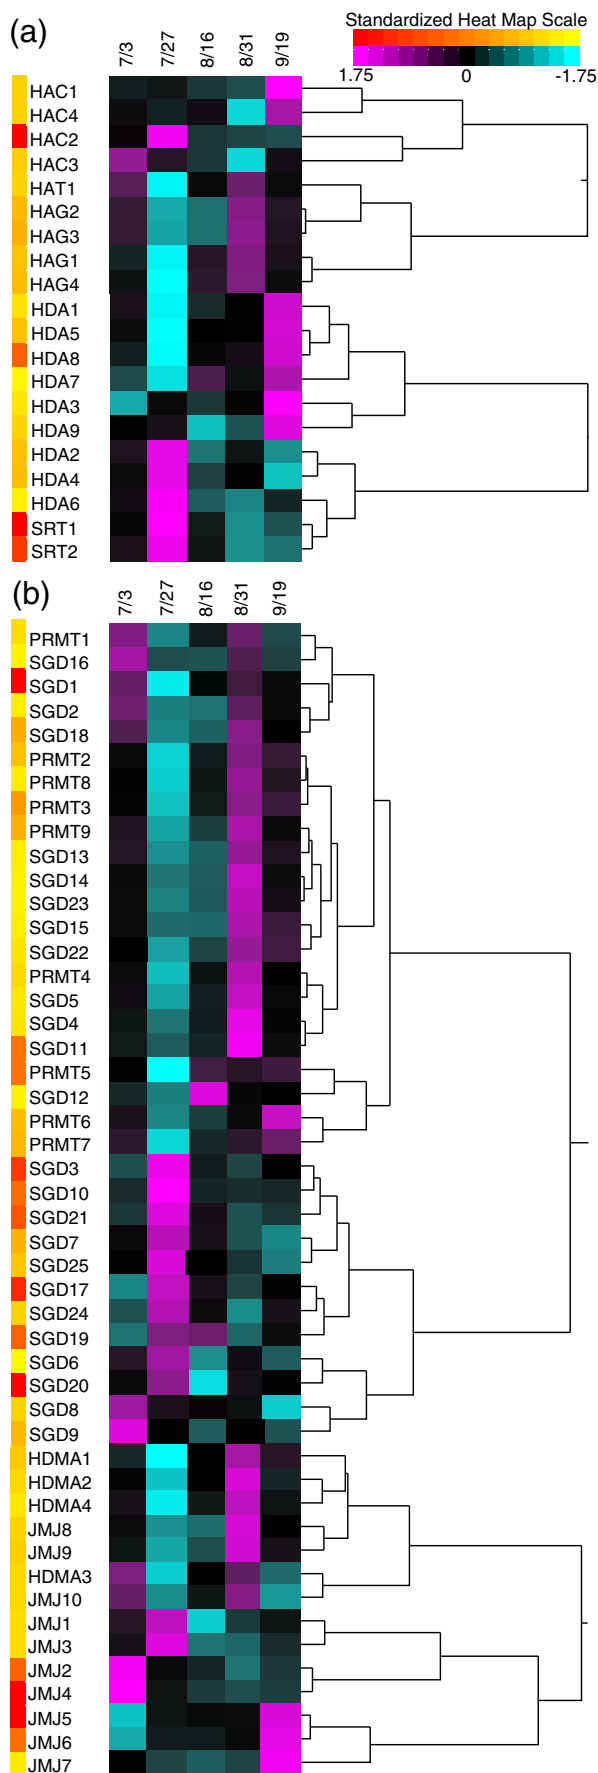 (a)
Standardized Heat Map Scale
1.75 0 -1.75
7/3 7/27 8/16 8/31 9/19
HAC1
HAC4
HAC2
HAC3
HAT1
HAG2
HAG3
HAG1
HAG4
HDA1
HDA5
HDA8
HDA7
HDA3
HDA9
HDA2
HDA4
HDA6
SRT1
SRT2
(b)
7/3 7/27 8/16 8/31 9/19
PRMT1
SGD16
SGD1
SGD2
SGD18
PRMT2
PRMT8
PRMT3
PRMT9
SGD13
SGD14
SGD23
SGD15
SGD22
PRMT4
SGD5
SGD4
SGD11
PRMT5
SGD12
PRMT6
PRMT7
SGD3
SGD10
SGD21
SGD7
SGD25
SGD17
SGD24
SGD19
SGD6
SGD20
SGD8
SGD9
HDMA1
HDMA2
HDMA4
JMJ8
JMJ9
HDMA3
JMJ10
JMJ1
JMJ3
JMJ2
JMJ4
JMJ5
JMJ6
JMJ7